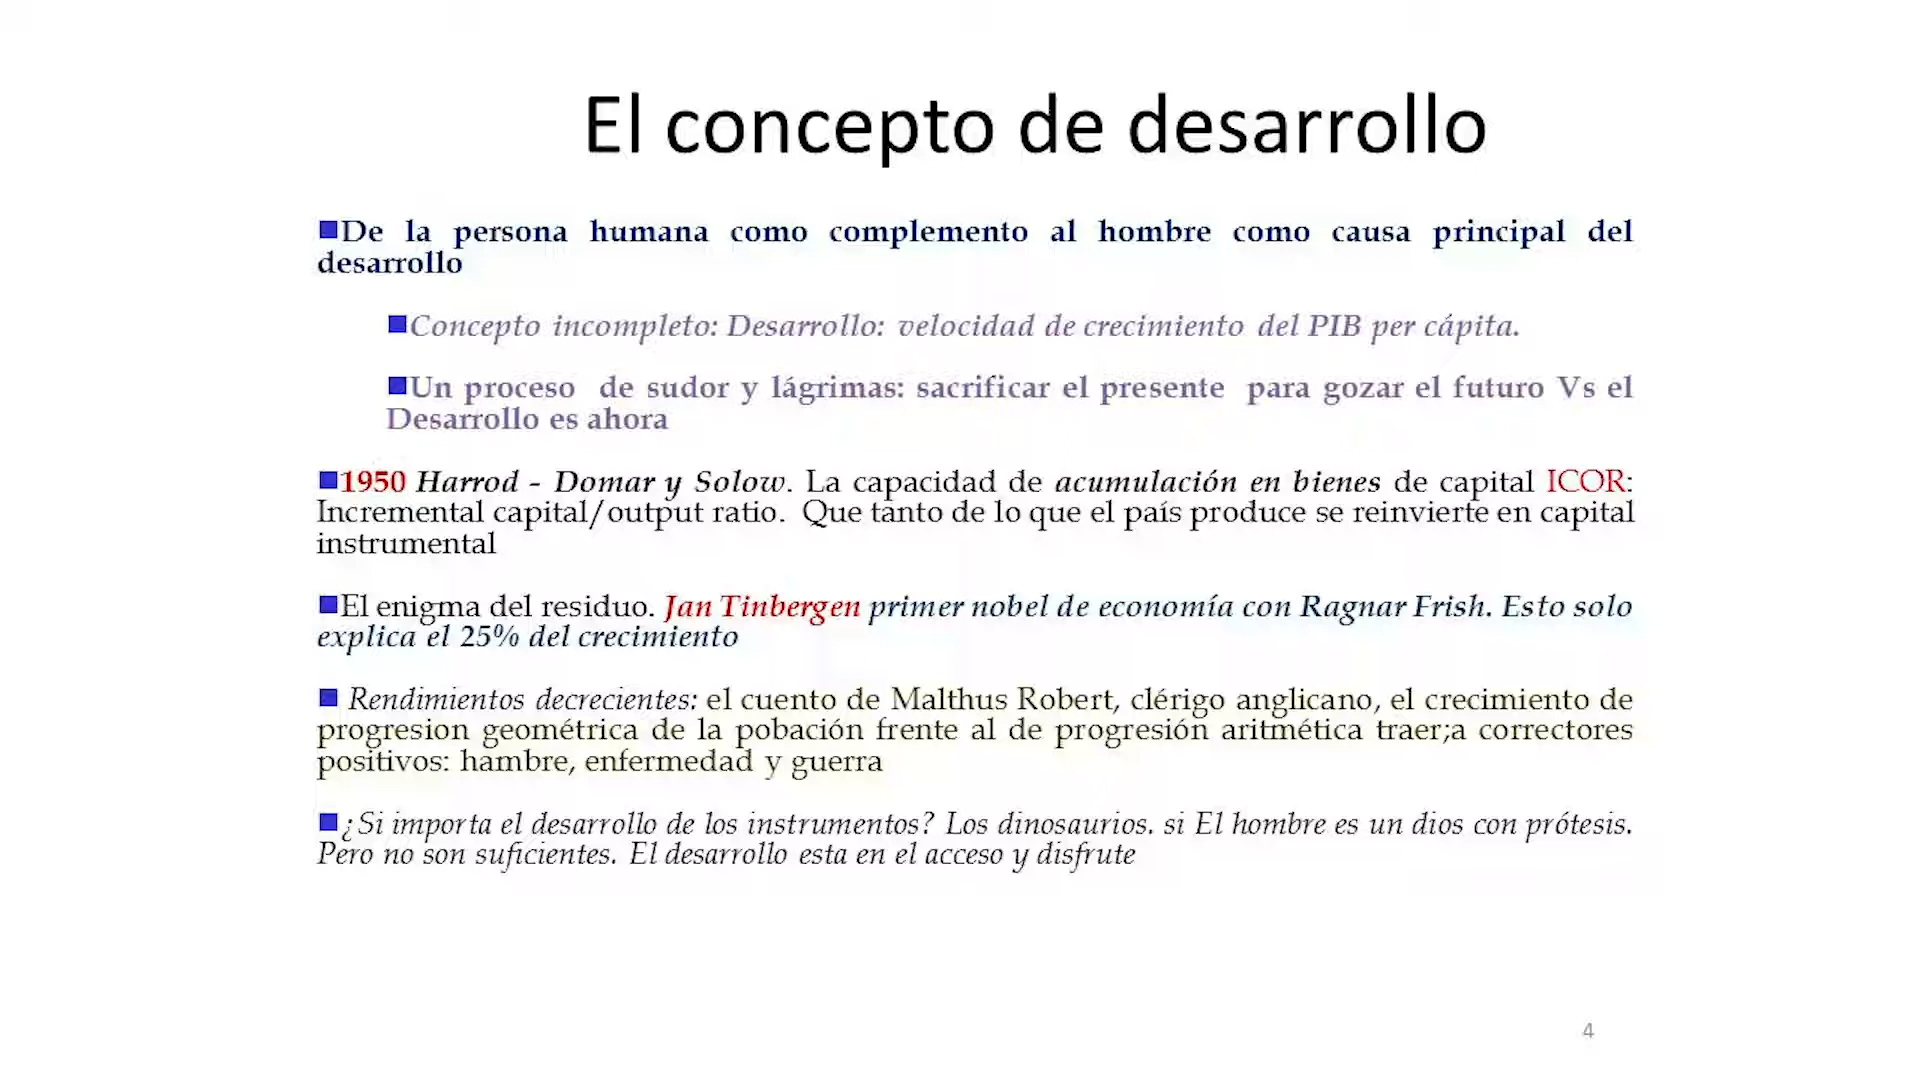 El concepto de desarrollo
De la persona humana como complemento al hombre como causa principal del
desarrollo
Concepto incompleto: Desarrollo: velocidad de crecimiento del PIB per cápita.
Un proceso de sudor y lágrimas: sacrificar el presente para gozar el futuro Vs el
Desarrollo es ahora
1950 Harrod - Domar y Solow. La capacidad de acumulación en bienes de capital ICOR:
Incremental capital/output ratio. Que tanto de lo que el país produce se reinvierte en capital
instrumental
El enigma del residuo. Jan Tinbergen primer nobel de economía con Ragnar Frish. Esto solo
explica el 25% del crecimiento
Rendimientos decrecientes: el cuento de Malthus Robert, clérigo anglicano, el crecimiento de
progresion geométrica de la pobación frente al de progresión aritmética traer;a correctores
positivos: hambre, enfermedad y guerra
¿Si importa el desarrollo de los instrumentos? Los dinosaurios. si El hombre es un dios con prótesis.
Pero no son suficientes. El desarrollo esta en el acceso y disfrute
4